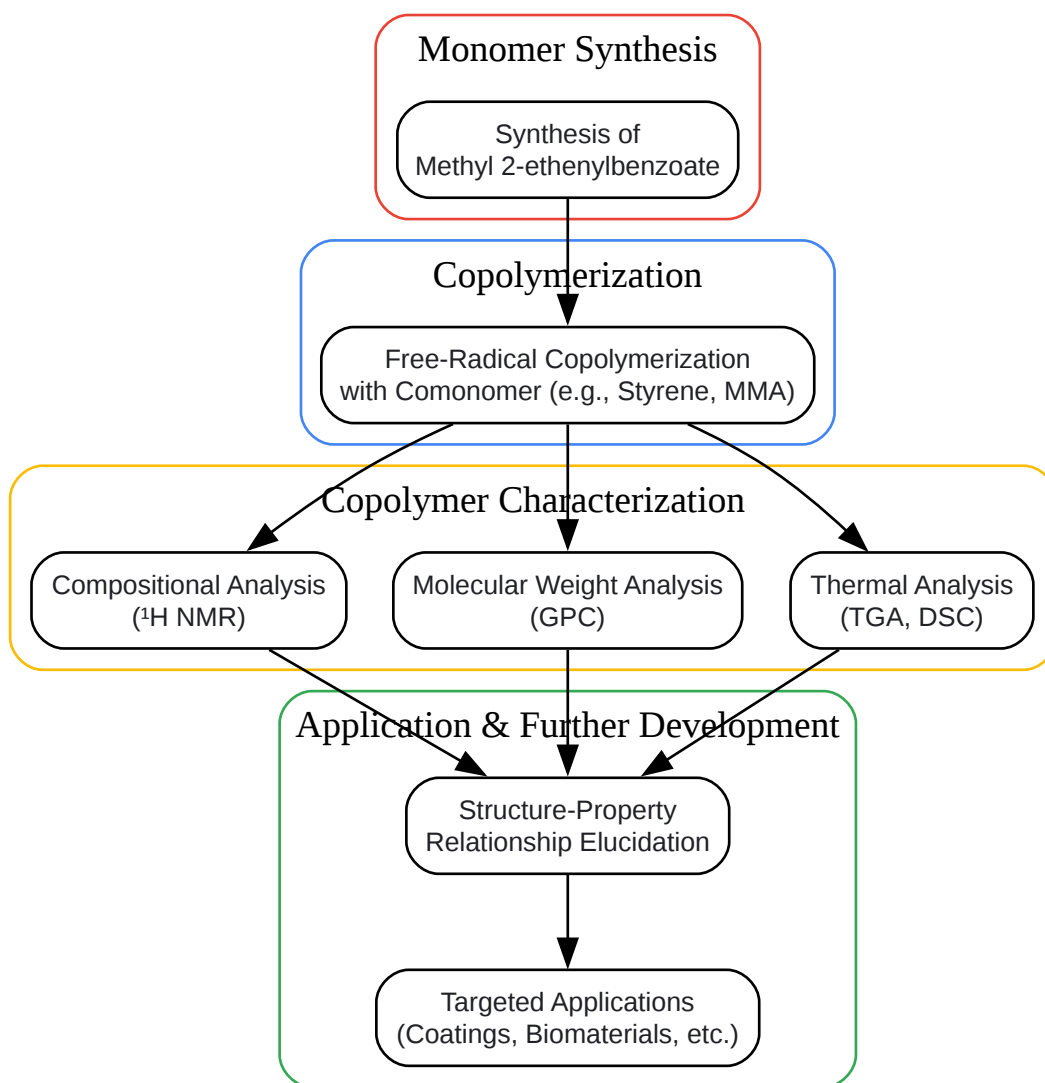 Monomer Synthesis
Synthesis of
Methyl 2-ethenylbenzoate
Copolymerization
Free-Radical Copolymerization
with Comonomer (e.g., Styrene, MMA)
Copolymer Characterization
Compositional Analysis
(¹H NMR)
Molecular Weight Analysis
(GPC)
Thermal Analysis
(TGA, DSC)
Application & Further Development
Structure-Property
Relationship Elucidation
Targeted Applications
(Coatings, Biomaterials, etc.)